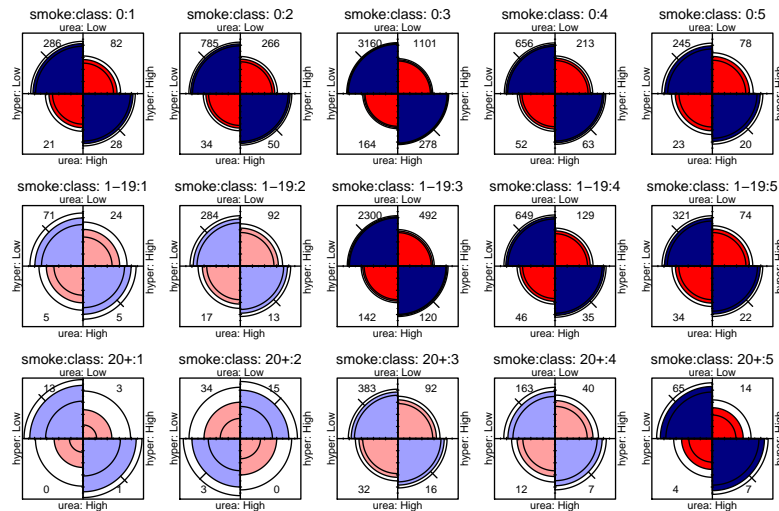 smoke:class: 0:1 smoke:class: 0:2 smoke:class: 0:3 smoke:class: 0:4 smoke:class: 0:5
urea: Low urea: Low urea: Low urea: Low urea: Low
286 82 785 266 3160 1101 656 213 245 78
hyper: Low hyper: High hyper: Low hyper: High hyper: Low hyper: High hyper: Low hyper: High hyper: Low hyper: High
21 28 34 50 164 278 52 63 23 20
urea: High urea: High urea: High urea: High urea: High
smoke:class: 1−19:1 smoke:class: 1−19:2 smoke:class: 1−19:3 smoke:class: 1−19:4 smoke:class: 1−19:5
urea: Low urea: Low urea: Low urea: Low urea: Low
71 24 284 92 2300 492 649 129 321 74
hyper: Low hyper: High hyper: Low hyper: High hyper: Low hyper: High hyper: Low hyper: High hyper: Low hyper: High
5 5 17 13 142 120 46 35 34 22
urea: High urea: High urea: High urea: High urea: High
smoke:class: 20+:1 smoke:class: 20+:2 smoke:class: 20+:3 smoke:class: 20+:4 smoke:class: 20+:5
urea: Low urea: Low urea: Low urea: Low urea: Low
13 3 34 15 383 92 163 40 65 14
hyper: Low hyper: High hyper: Low hyper: High hyper: Low hyper: High hyper: Low hyper: High hyper: Low hyper: High
0 1 3 0 32 16 12 7 4 7
urea: High urea: High urea: High urea: High urea: High